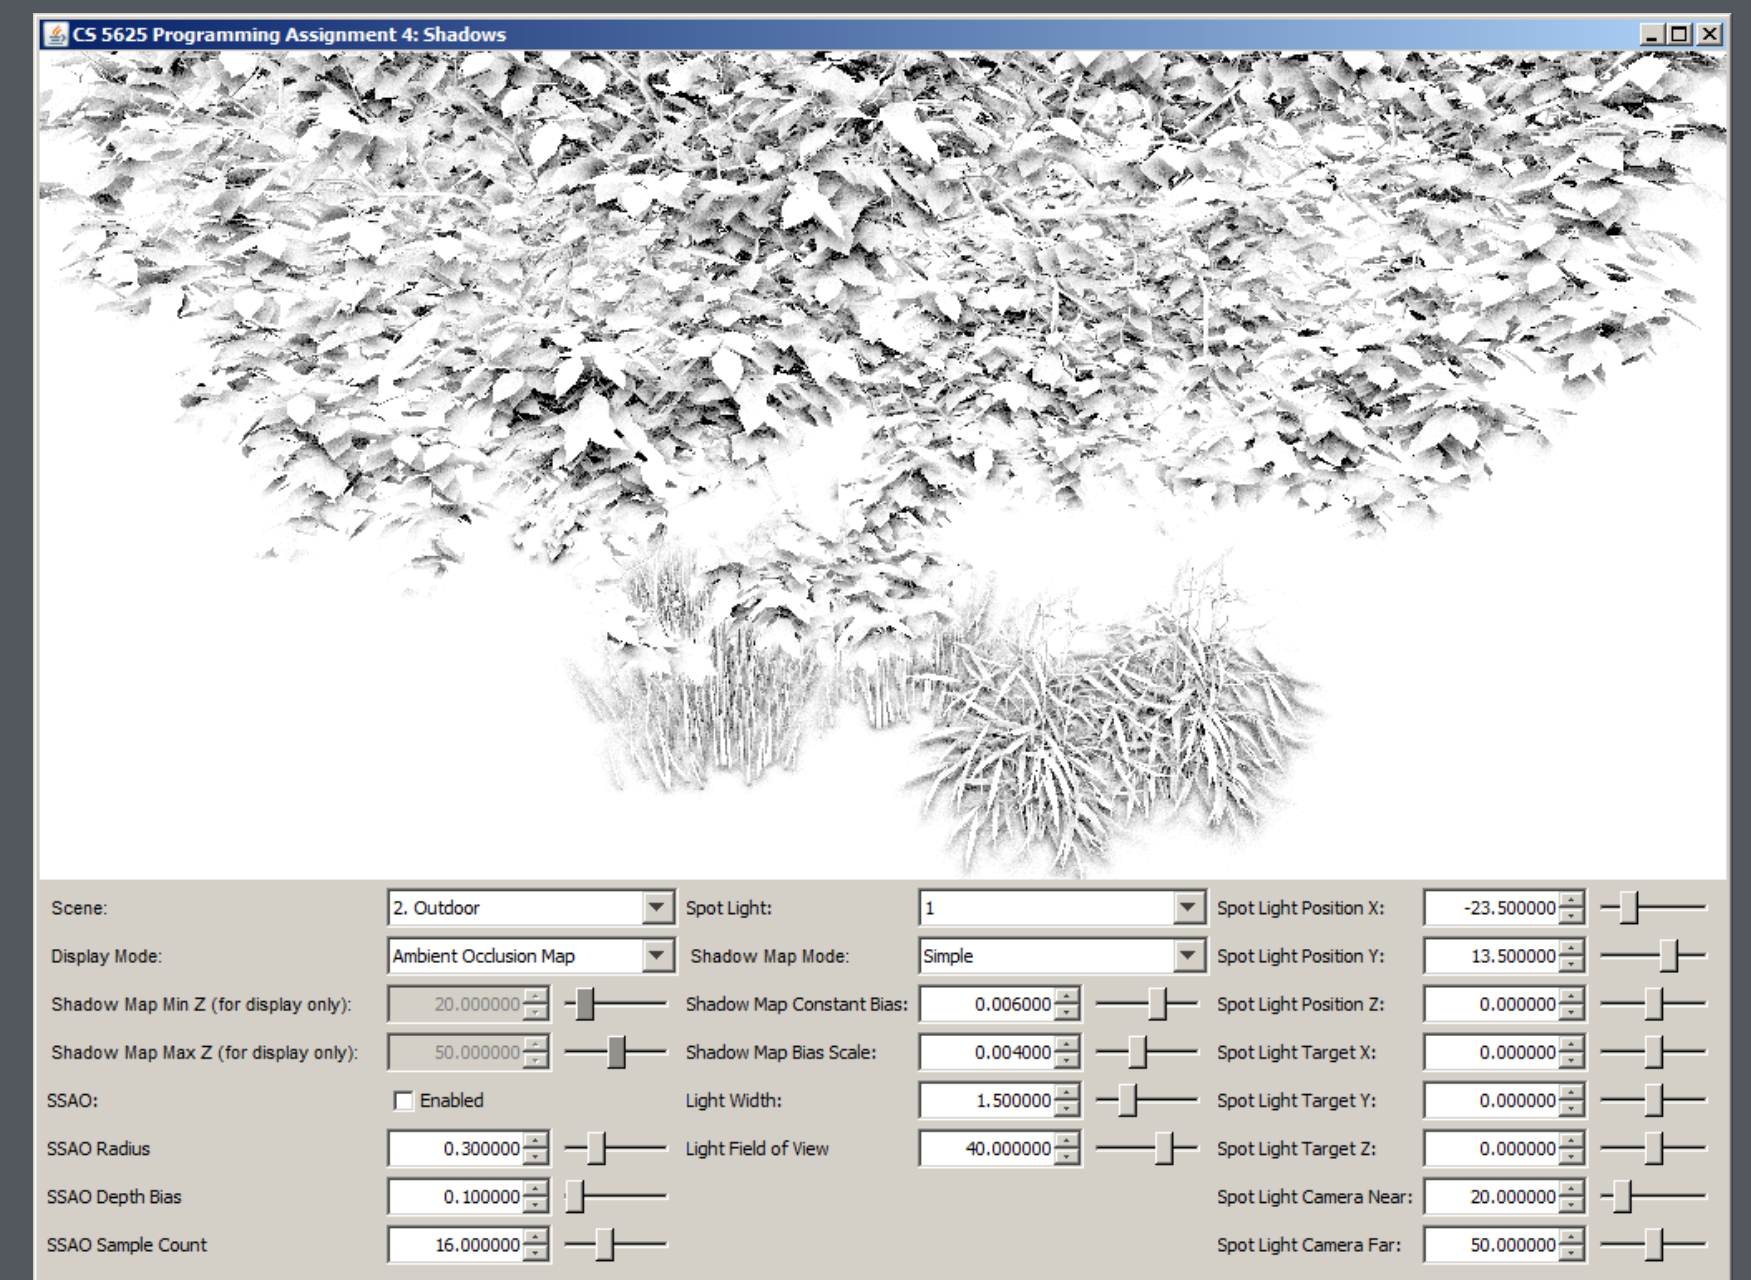 CS 5625 Programming Assignment 4: Shadows
Scene: 2. Outdoor Spot Light: 1 Spot Light Position X: -23.500000
Display Mode: Ambient Occlusion Map Shadow Map Mode: Simple Spot Light Position Y: 13.500000
Shadow Map Min Z (for display only): 20.000000 Shadow Map Constant Bias: 0.006000 Spot Light Position Z: 0.000000
Shadow Map Max Z (for display only): 50.000000 Shadow Map Bias Scale: 0.004000 Spot Light Target X: 0.000000
SSAO: Enabled Light Width: 1.500000 Spot Light Target Y: 0.000000
SSAO Radius 0.300000 Light Field of View 40.000000 Spot Light Target Z: 0.000000
SSAO Depth Bias 0.100000 Spot Light Camera Near: 20.000000
SSAO Sample Count 16.000000 Spot Light Camera Far: 50.000000